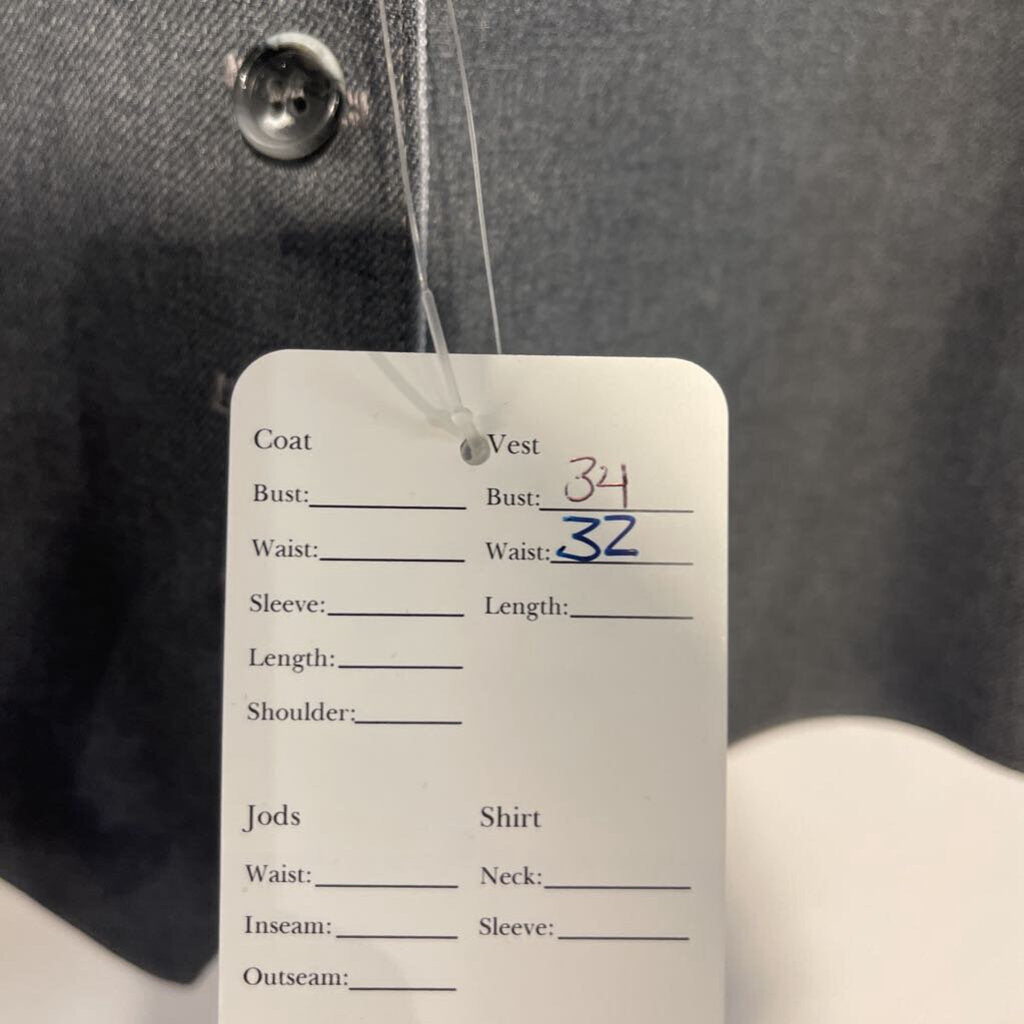 Coat
Bust:
Waist:
Sleeve:
Length:
Shoulder:
Vest
Bust: 34
Waist: 32
Length:
Jods
Waist:
Inseam:
Outseam:
Shirt
Neck:
Sleeve: